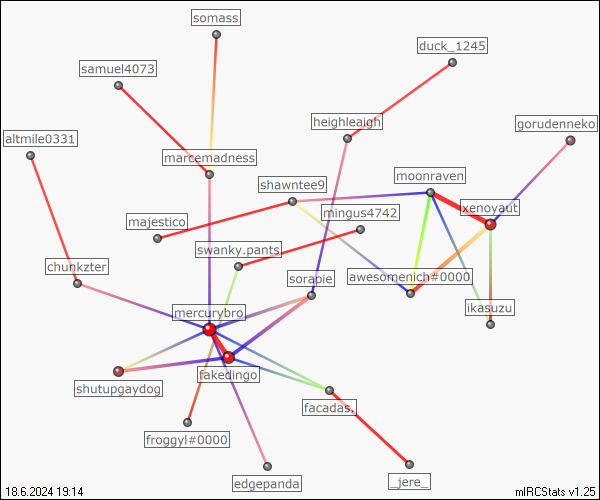 somass
duck_1245
samuel4073
heighleaigh
gorudenneko
altmile0331
marcemadness
moonraven
shawntee9
xenoyaut
mingus4742
majestico
swanky.pants
chunkzter
sorapie
awesomenich#0000
ikasuzu
mercurybro
fakedingo
shutupgaydog
facadas.
froggyl#0000
edgepanda
_jere_
18.6.2024 19:14
mIRCStats v1.25